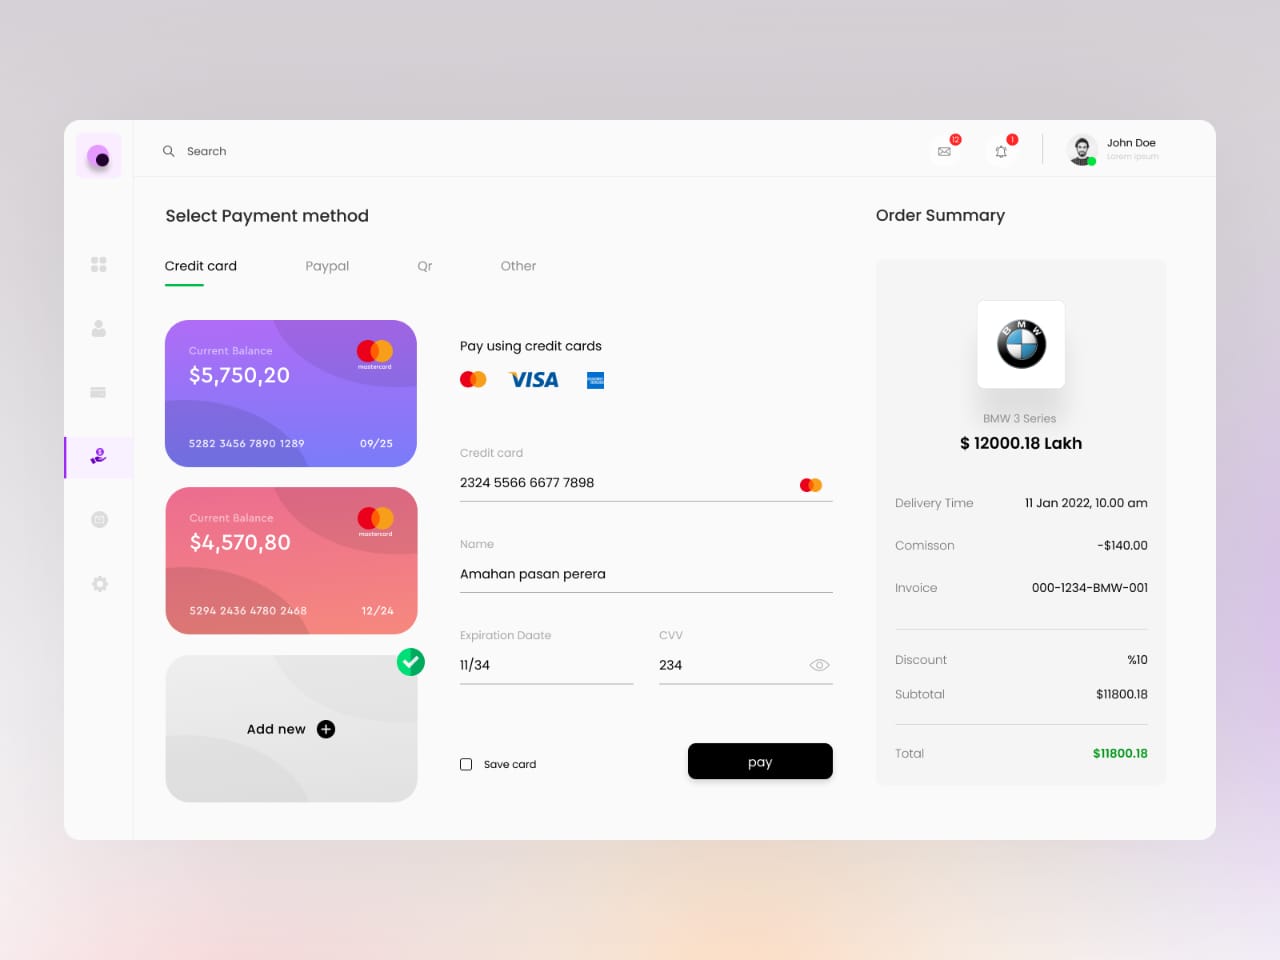 Search
12
1
John Doe
Lorem ipsum
Select Payment method
Credit card
Paypal
Qr
Other
Current Balance
$5,750,20
mastercard
5282 3456 7890 1289
09/25
Current Balance
$4,570,80
mastercard
5294 2436 4780 2468
12/24
Add new
Pay using credit cards
VISA
Credit card
2324 5566 6677 7898
Name
Amahan pasan perera
Expiration Daate
CVV
11/34
234
Save card
pay
Order Summary
BMW
BMW 3 Series
$ 12000.18 Lakh
Delivery Time
11 Jan 2022, 10.00 am
Comisson
-$140.00
Invoice
000-1234-BMW-001
Discount
%10
Subtotal
$11800.18
Total
$11800.18